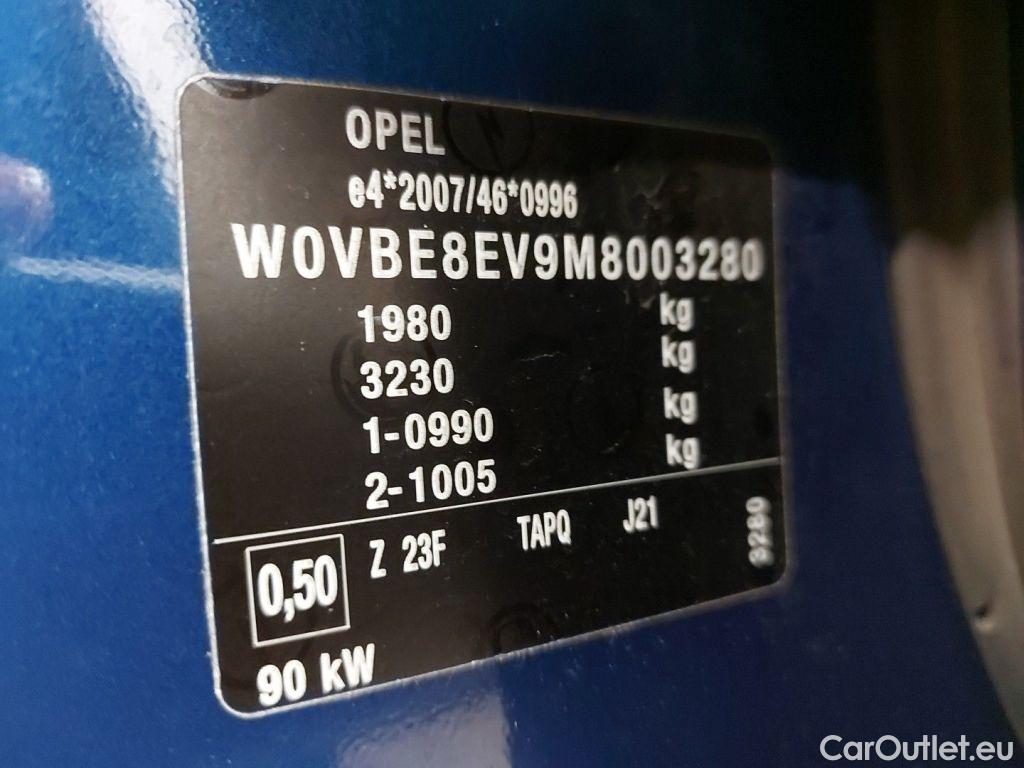 OPEL
e4*2007/46*0996
W0VBE8EV9M8003280
1980 kg
3230 kg
1-0990 kg
2-1005 kg
0,50 Z 23F TAPQ J21
3280
90 kW
CarOutlet.eu